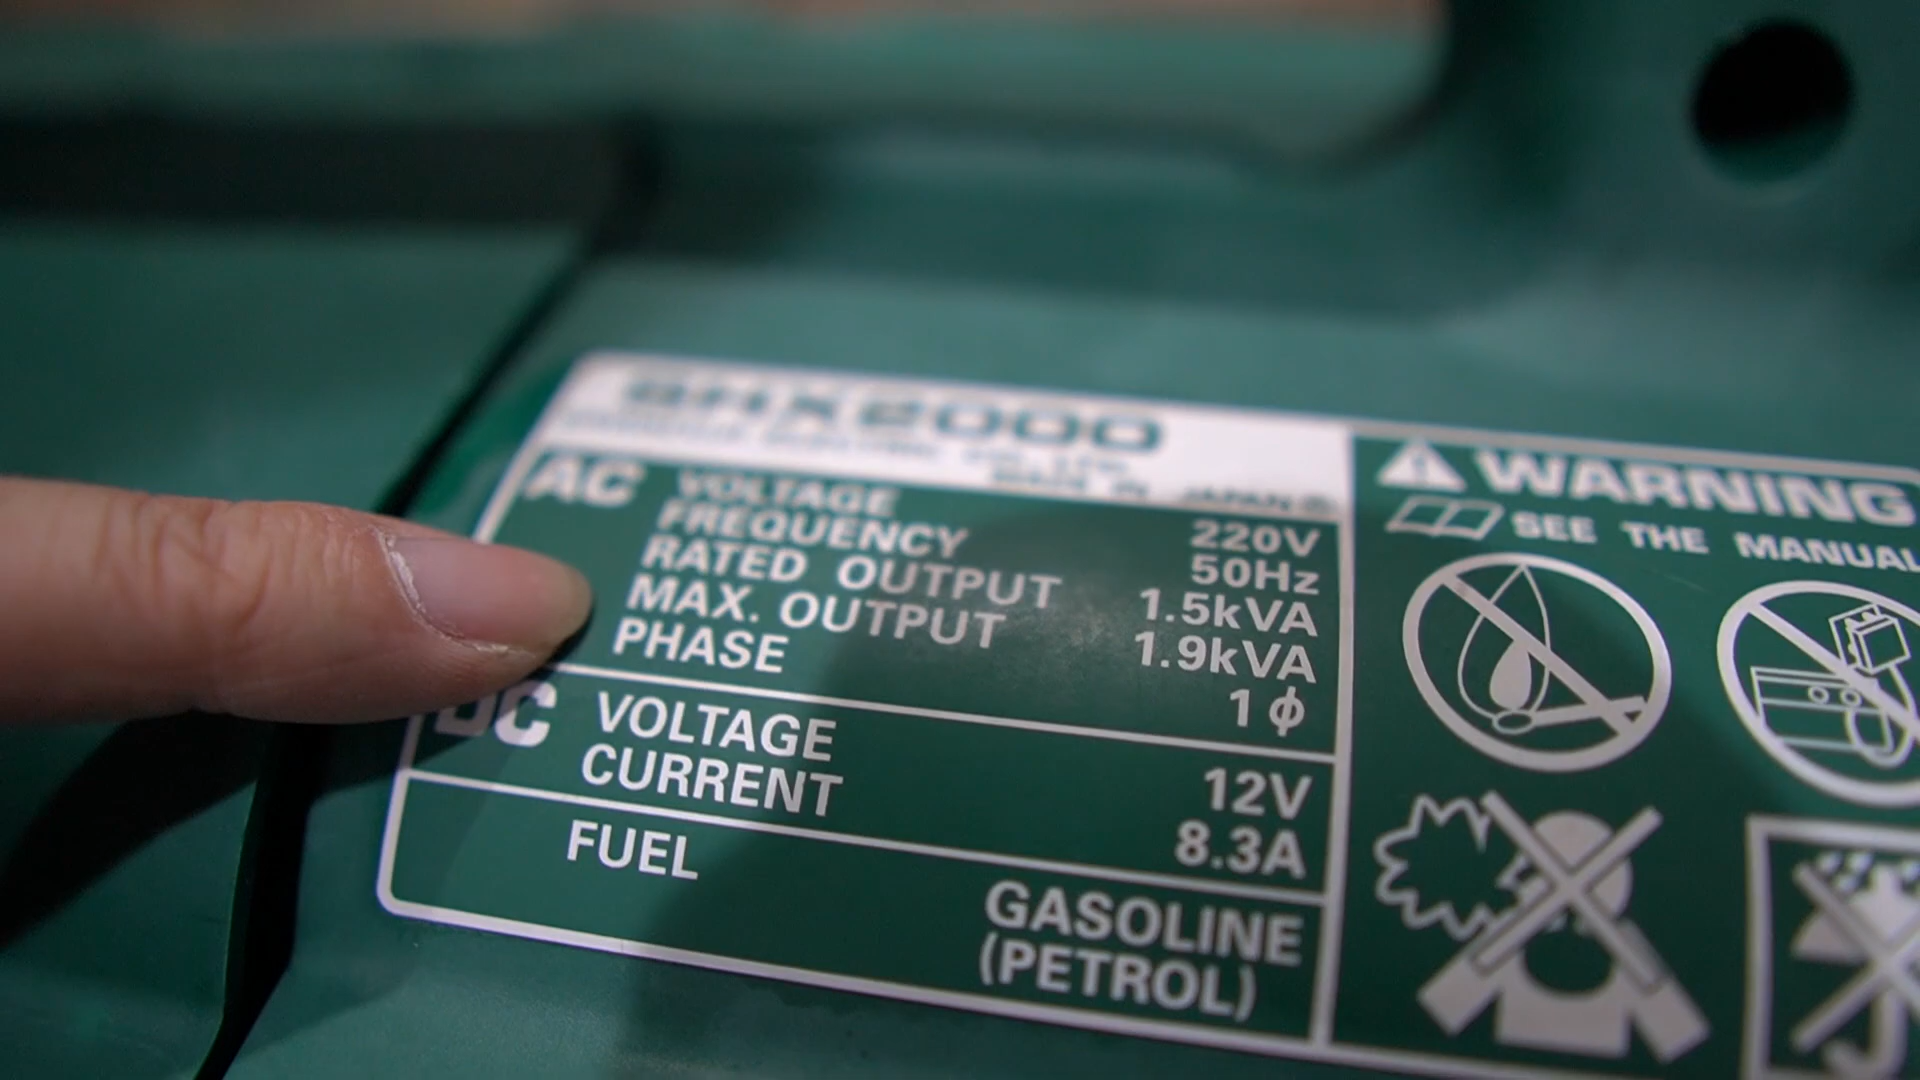 AC VOLTAGE 220V
FREQUENCY 50Hz
RATED OUTPUT 1.5kVA
MAX. OUTPUT 1.9kVA
PHASE 1ϕ
DC VOLTAGE 12V
CURRENT 8.3A
FUEL GASOLINE
(PETROL)
WARNING
SEE THE MANUAL